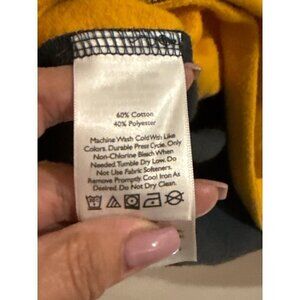 60% Cotton
40% Polyester
Machine Wash Cold With Like
Colors. Durable Press Cycle. Only
Non-Chlorine Bleach When
Needed. Tumble Dry Low. Do
Not Use Fabric Softeners.
Remove Promptly. Cool Iron As
Desired. Do Not Dry Clean.